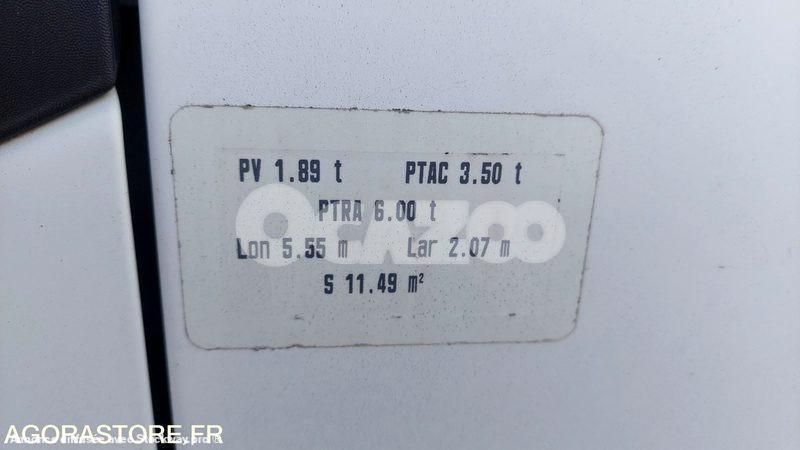 PV 1.89 t PTAC 3.50 t
PTRA 6.00 t
OCAZOO
Lon 5.55 m Lar 2.07 m
S 11.49 m²
AGORASTORE.FR